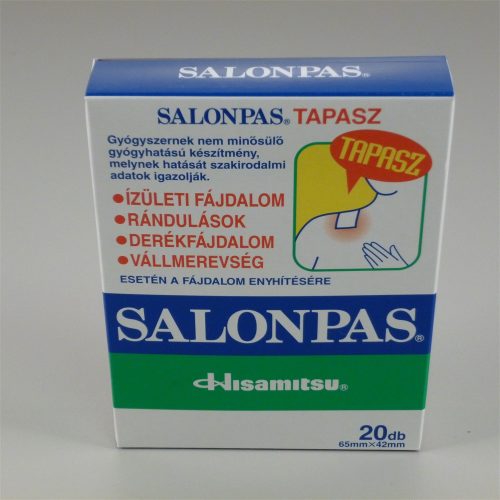 SALONPAS®
SALONPAS® TAPASZ
Gyógyszernek nem minősülő
gyógyhatású készítmény,
melynek hatását szakirodalmi
adatok igazolják.
TAPASZ
●ÍZÜLETI FÁJDALOM
●RÁNDULÁSOK
●DERÉKFÁJDALOM
●VÁLLMEREVSÉG
ESETÉN A FÁJDALOM ENYHÍTÉSÉRE
SALONPAS®
Hisamitsu®
20db
65mm×42mm